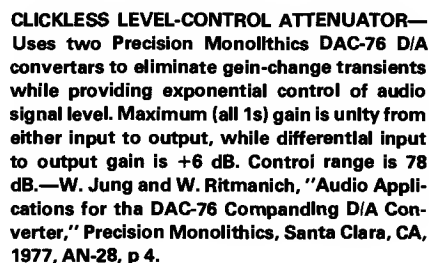 CLICKLESS LEVEL-CONTROL ATTENUATOR—
Uses two Precision Monolithics DAC-76 D/A
convertars to eliminate gein-change transients
while providing exponential control of audio
signal level. Maximum (all 1s) gain is unity from
either input to output, while differential input
to output gain is +6 dB. Control range is 78
dB.—W. Jung and W. Ritmanich, "Audio Appli-
cations for tha DAC-76 Companding D/A Con-
verter," Precision Monolithics, Santa Clara, CA,
1977, AN-28, p 4.